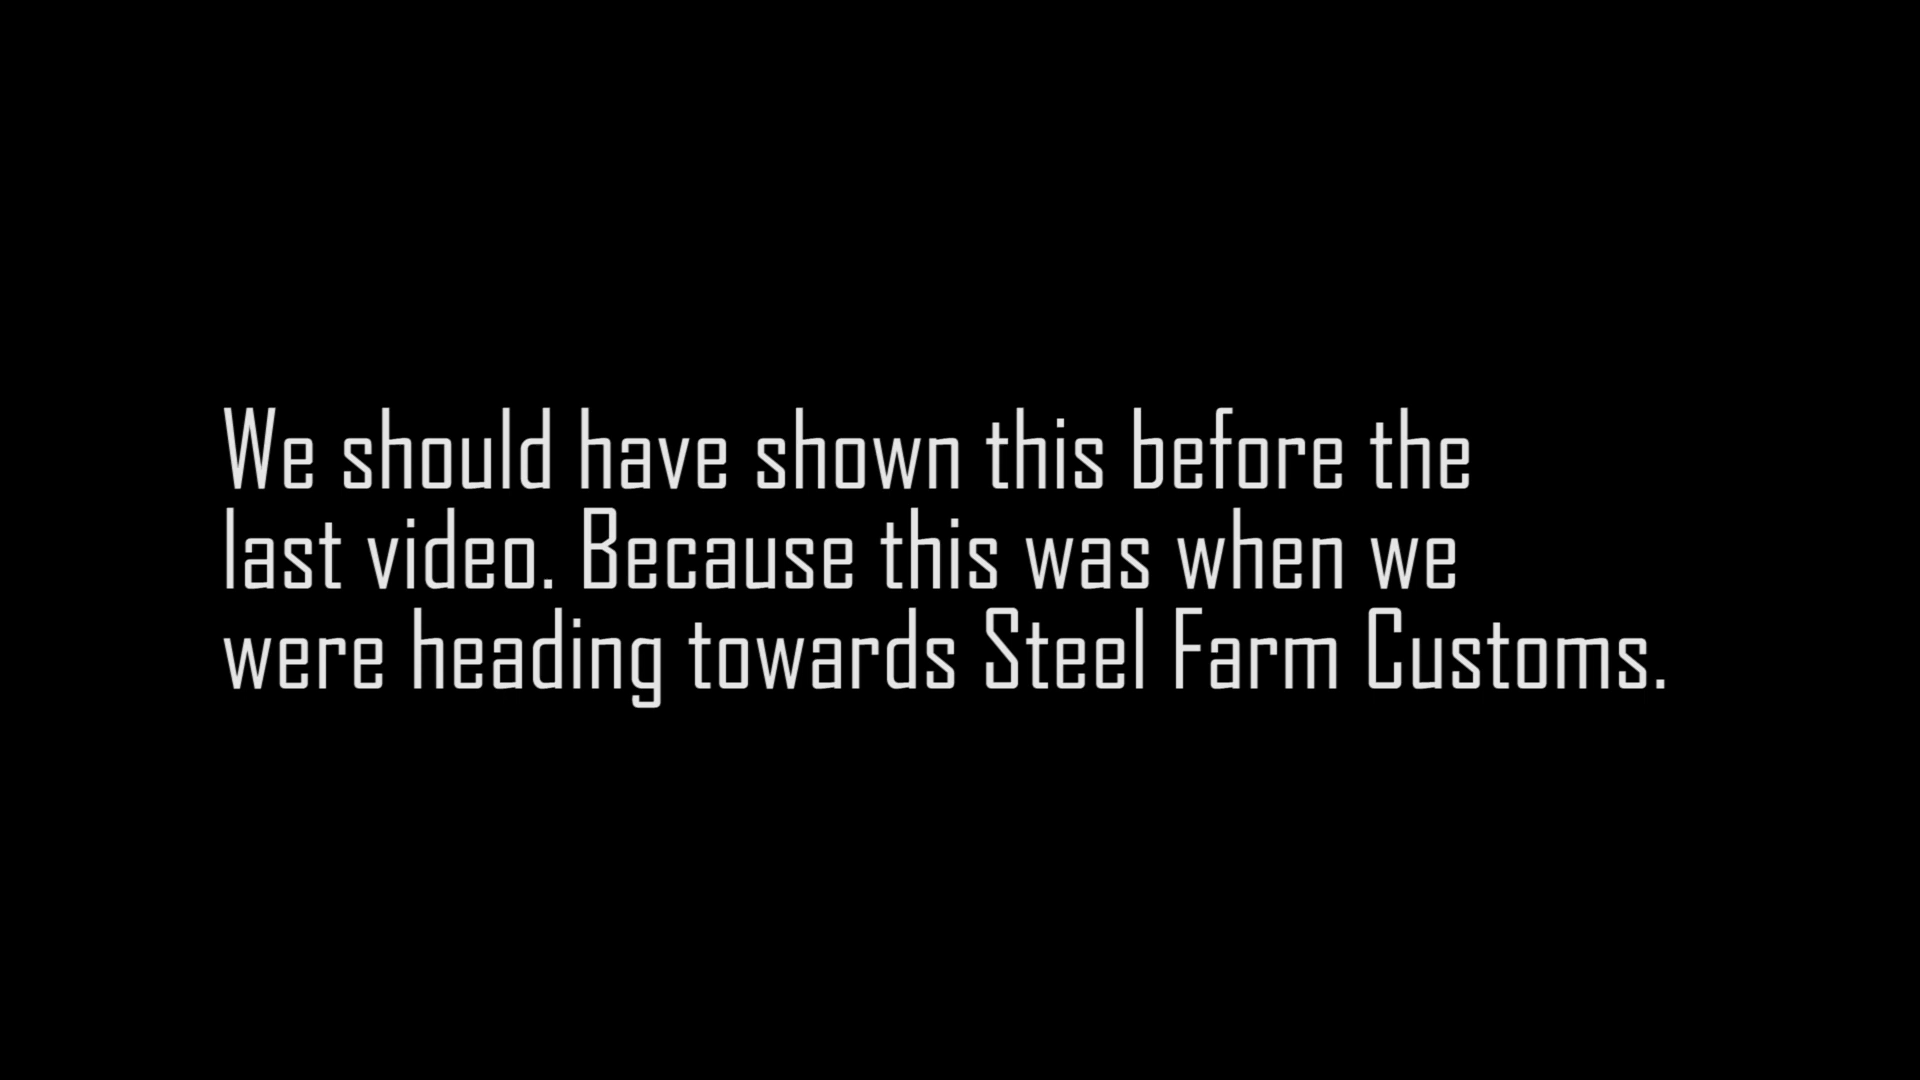 We should have shown this before the
last video. Because this was when we
were heading towards Steel Farm Customs.